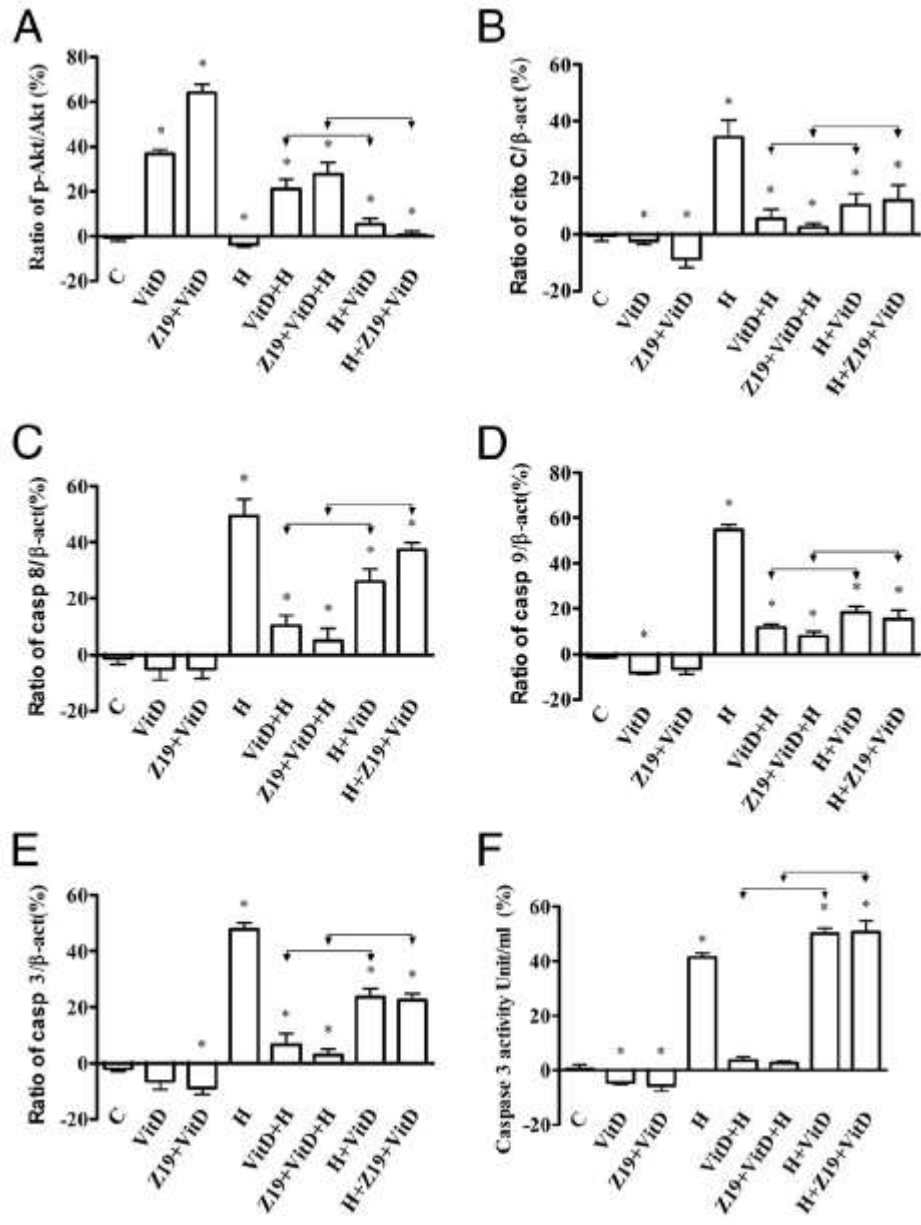 A
Ratio of p-Akt/Akt (%)
80
60
40
20
0
-20
*
*
*
*
*
*
*
C
VitD
Z19+VitD
H
VitD+H
Z19+VitD+H
H+VitD
H+Z19+VitD
B
Ratio of cito C/β-act (%)
60
40
20
0
-20
*
*
*
*
*
*
*
C
VitD
Z19+VitD
H
VitD+H
Z19+VitD+H
H+VitD
H+Z19+VitD
C
Ratio of casp 8/β-act(%)
60
40
20
0
-20
*
*
*
*
*
C
VitD
Z19+VitD
H
VitD+H
Z19+VitD+H
H+VitD
H+Z19+VitD
D
Ratio of casp 9/β-act(%)
80
60
40
20
0
-20
*
*
*
*
*
*
C
VitD
Z19+VitD
H
VitD+H
Z19+VitD+H
H+VitD
H+Z19+VitD
E
Ratio of casp 3/β-act(%)
60
40
20
0
-20
*
*
*
*
*
*
C
VitD
Z19+VitD
H
VitD+H
Z19+VitD+H
H+VitD
H+Z19+VitD
F
Caspase 3 activity Unit/ml (%)
60
40
20
0
-20
*
*
*
*
*
C
VitD
Z19+VitD
H
VitD+H
Z19+VitD+H
H+VitD
H+Z19+VitD